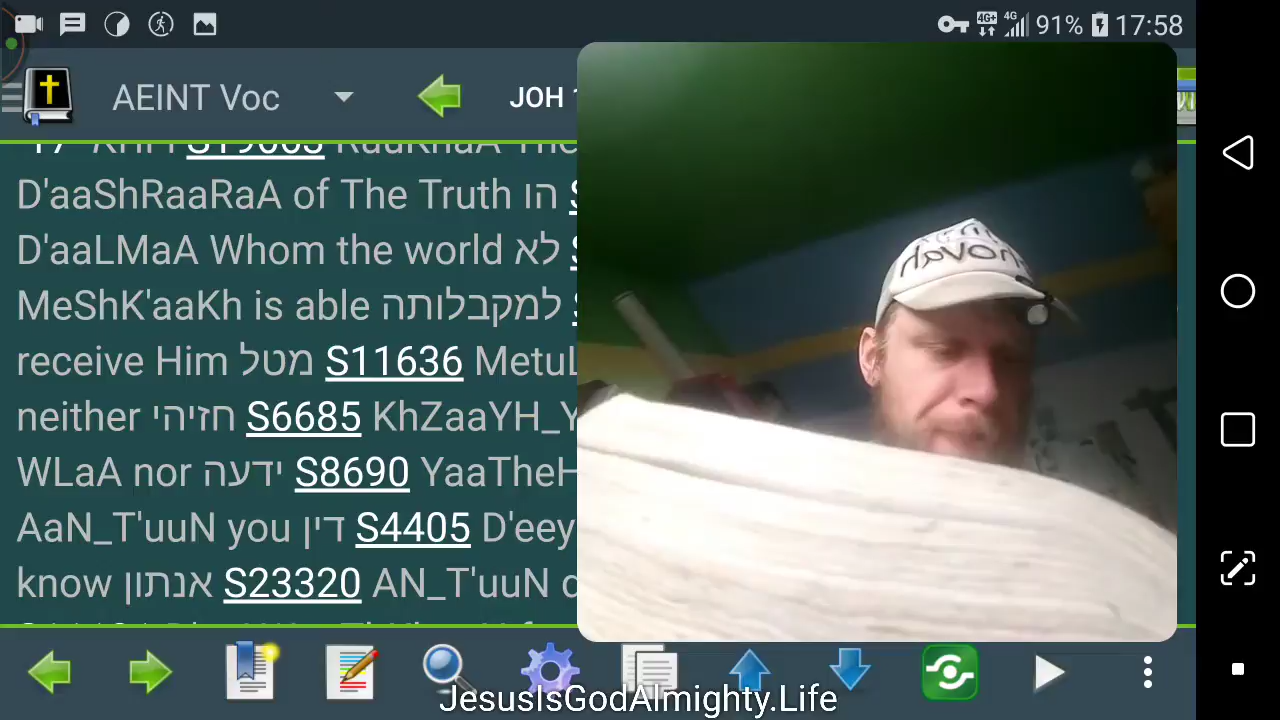 91% 17:58
AEINT Voc
JOH
D'aaShRaaRaA of The Truth הו
D'aaLMaA Whom the world לא
MeShK'aaKh is able למקבלותה
receive Him מטל S11636 MetuL
neither חזיהי S6685 KhZaaYH_Y
WLaA nor ידעה S8690 YaaTheH
AaN_T'uuN you דין S4405 D'eey
know אנתון S23320 AN_T'uuN
JesusIsGodAlmighty.Life